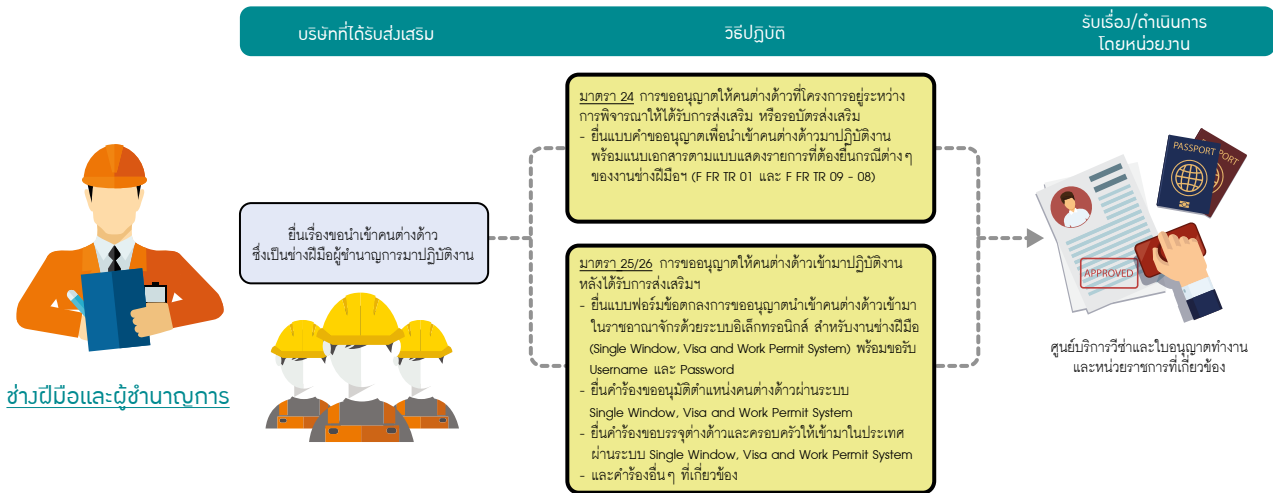 บริษัทที่ได้รับส่งเสริม
วิธีปฏิบัติ
รับเรื่อง/ดำเนินการ
โดยหน่วยงาน
ช่างฝีมือและผู้ชำนาญการ
ยื่นเรื่องขอนำเข้าคนต่างด้าว
ซึ่งเป็นช่างฝีมือผู้ชำนาญการมาปฏิบัติงาน
มาตรา 24 การขออนุญาตให้คนต่างด้าวที่โครงการอยู่ระหว่าง
การพิจารณาให้ได้รับการส่งเสริม หรือรอบัตรส่งเสริม
- ยื่นแบบคำขออนุญาตเพื่อนำเข้าคนต่างด้าวมาปฏิบัติงาน
พร้อมแนบเอกสารตามแบบแสดงรายการที่ต้องยื่นกรณีต่างๆ
ของงานช่างฝีมือฯ (F FR TR 01 และ F FR TR 09 - 08)
มาตรา 25/26 การขออนุญาตให้คนต่างด้าวเข้ามาปฏิบัติงาน
หลังได้รับการส่งเสริมฯ
- ยื่นแบบฟอร์มข้อตกลงการขออนุญาตนำเข้าคนต่างด้าวเข้ามา
ในราชอาณาจักรด้วยระบบอิเล็กทรอนิกส์ สำหรับงานช่างฝีมือ
(Single Window, Visa and Work Permit System) พร้อมขอรับ
Username และ Password
- ยื่นคำร้องขออนุมัติตำแหน่งคนต่างด้าวผ่านระบบ
Single Window, Visa and Work Permit System
- ยื่นคำร้องขอบรรจุต่างด้าวและครอบครัวให้เข้ามาในประเทศ
ผ่านระบบ Single Window, Visa and Work Permit System
- และคำร้องอื่นๆ ที่เกี่ยวข้อง
PASSPORT
PORT
APPROVED
ศูนย์บริการวีซ่าและใบอนุญาตทำงาน
และหน่วยราชการที่เกี่ยวข้อง